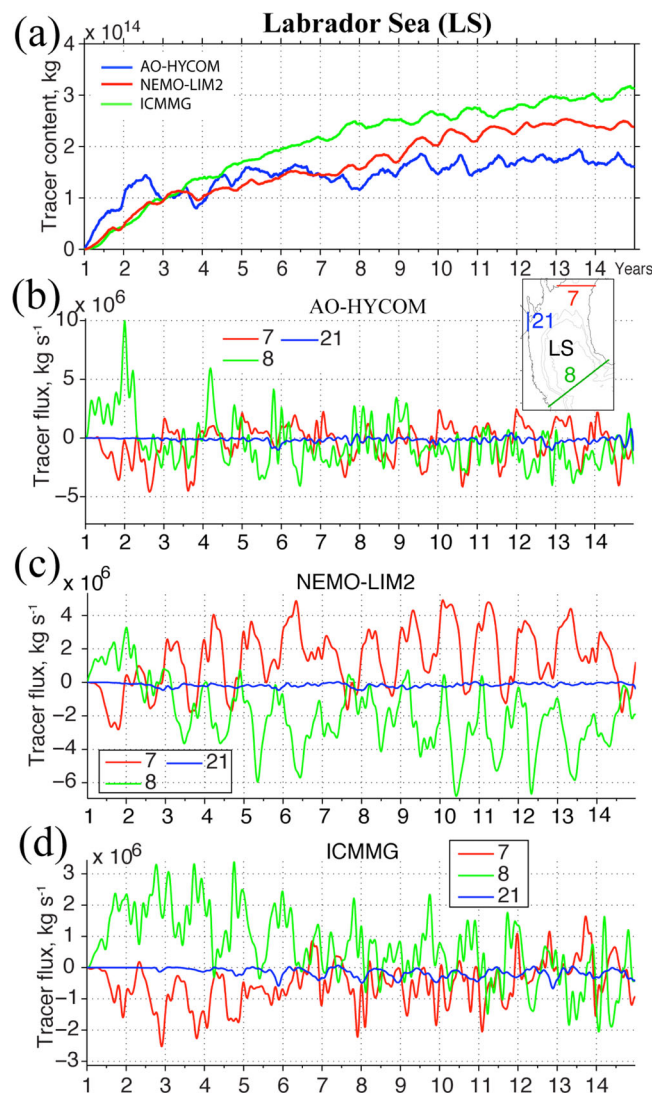 (a) Labrador Sea (LS)
x 10^14
Tracer content, kg
4
3
2
1
0
AO-HYCOM
NEMO-LIM2
ICMMG
1 2 3 4 5 6 7 8 9 10 11 12 13 14 Years
(b) x 10^6 AO-HYCOM
Tracer flux, kg s^-1
10
5
0
−5
7 21
8
7
21
LS
8
1 2 3 4 5 6 7 8 9 10 11 12 13 14
(c) x 10^6 NEMO-LIM2
Tracer flux, kg s^-1
4
2
0
−2
−4
−6
7 21
8
1 2 3 4 5 6 7 8 9 10 11 12 13 14
(d) x 10^6 ICMMG
Tracer flux, kg s^-1
3
2
1
0
−1
−2
−3
7
8
21
1 2 3 4 5 6 7 8 9 10 11 12 13 14